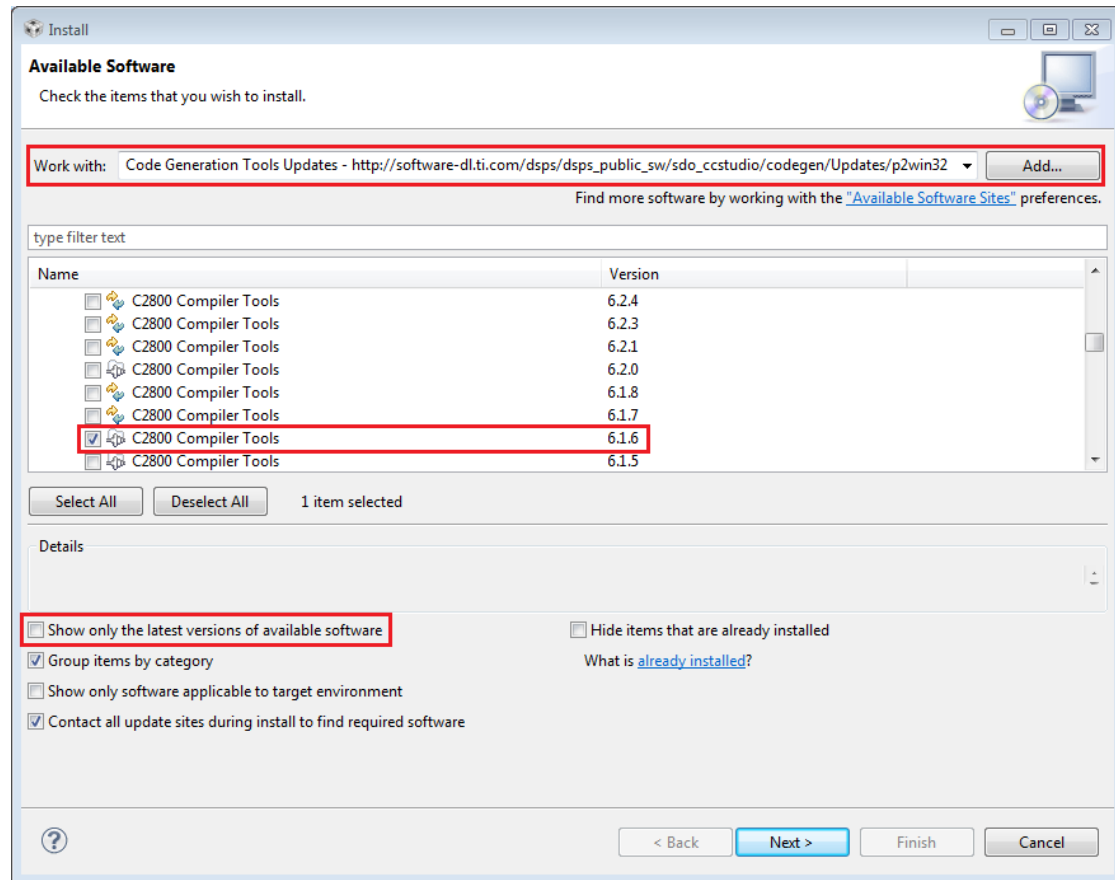 Install
Available Software
Check the items that you wish to install.
Work with: Code Generation Tools Updates - http://software-dl.ti.com/dsps/dsps_public_sw/sdo_ccstudio/codegen/Updates/p2win32 Add...
Find more software by working with the "Available Software Sites" preferences.
type filter text
Name Version
C2800 Compiler Tools 6.2.4
C2800 Compiler Tools 6.2.3
C2800 Compiler Tools 6.2.1
C2800 Compiler Tools 6.2.0
C2800 Compiler Tools 6.1.8
C2800 Compiler Tools 6.1.7
C2800 Compiler Tools 6.1.6
C2800 Compiler Tools 6.1.5
Select All Deselect All 1 item selected
Details
Show only the latest versions of available software Hide items that are already installed
Group items by category What is already installed?
Show only software applicable to target environment
Contact all update sites during install to find required software
? < Back Next > Finish Cancel